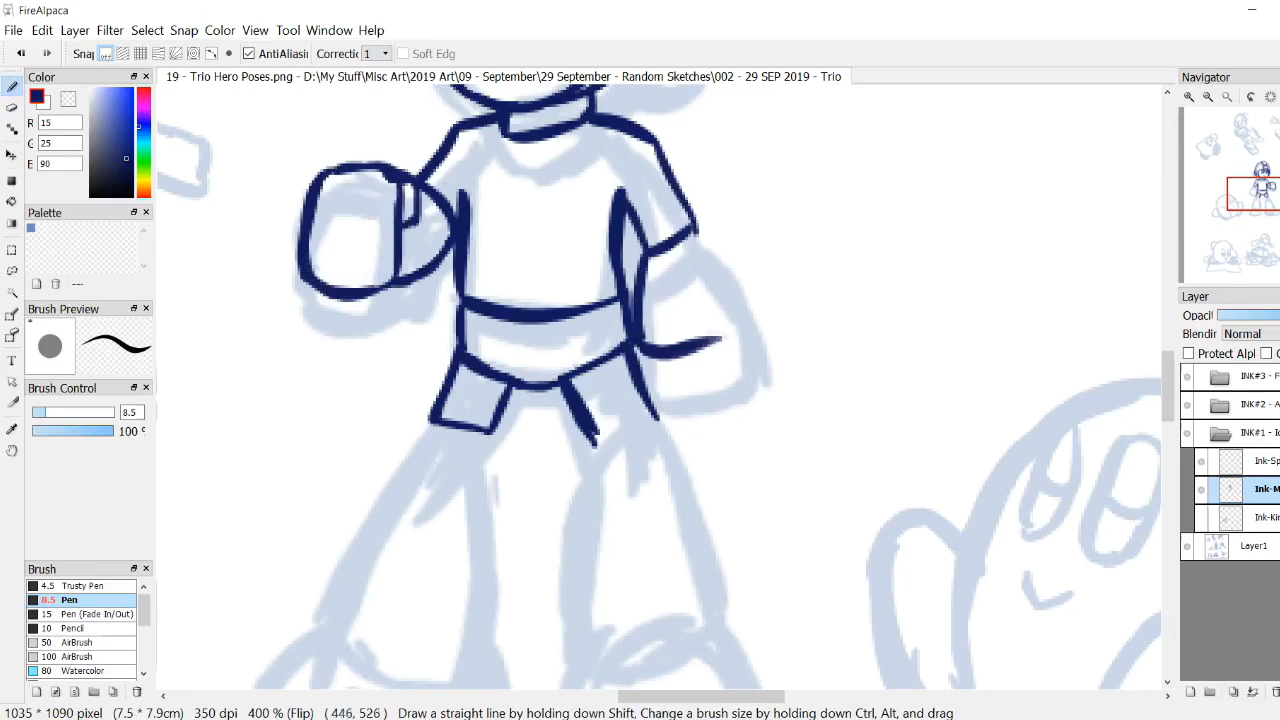 FireAlpaca
File Edit Layer Filter Select Snap Color View Tool Window Help
Snap OFF AntiAliasin Correctic 1 Soft Edg
Color
19 - Trio Hero Poses.png - D:\My Stuff\Misc Art\2019 Art\09 - September\29 September - Random Sketches\002 - 29 SEP 2019 - Trio
Navigator
R 15
G 25
E 90
Palette
---
Brush Preview
Layer
Opaci
Blendir Normal
Protect Alpl
Brush Control
INK#3 - F
8.5
INK#2 - A
100 %
INK#1 - Ic
Ink-Sp
Ink-M
Ink-Kir
Layer1
Brush
4.5 Trusty Pen
8.5 Pen
15 Pen (Fade In/Out)
10 Pencil
50 AirBrush
100 AirBrush
80 Watercolor
1035 * 1090 pixel (7.5 * 7.9cm) 350 dpi 400 % (Flip) ( 446, 526 ) Draw a straight line by holding down Shift, Change a brush size by holding down Ctrl, Alt, and drag